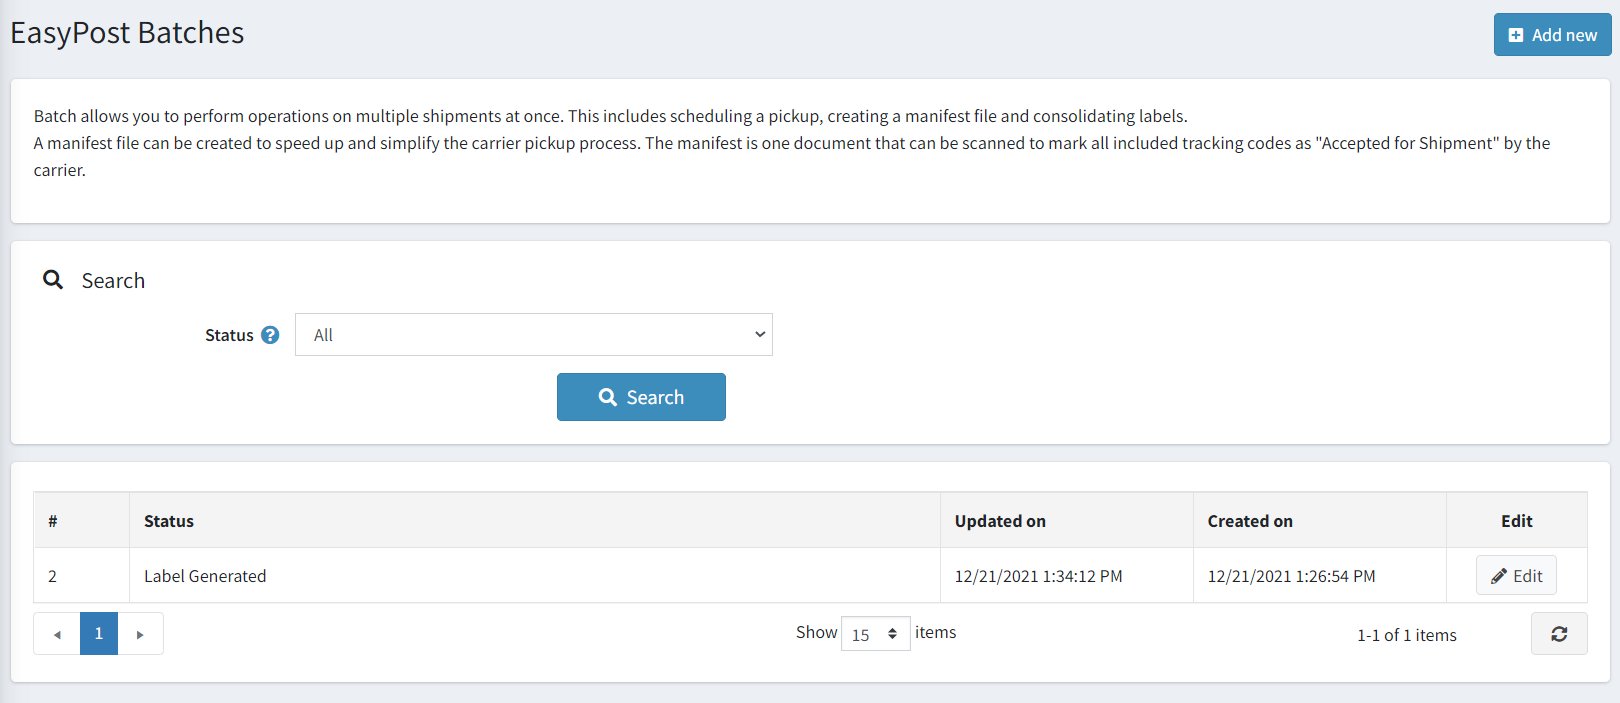 EasyPost Batches
Add new
Batch allows you to perform operations on multiple shipments at once. This includes scheduling a pickup, creating a manifest file and consolidating labels.
A manifest file can be created to speed up and simplify the carrier pickup process. The manifest is one document that can be scanned to mark all included tracking codes as "Accepted for Shipment" by the
carrier.
Search
Status ? All
Search
# Status Updated on Created on Edit
2 Label Generated 12/21/2021 1:34:12 PM 12/21/2021 1:26:54 PM Edit
1 Show 15 items 1-1 of 1 items